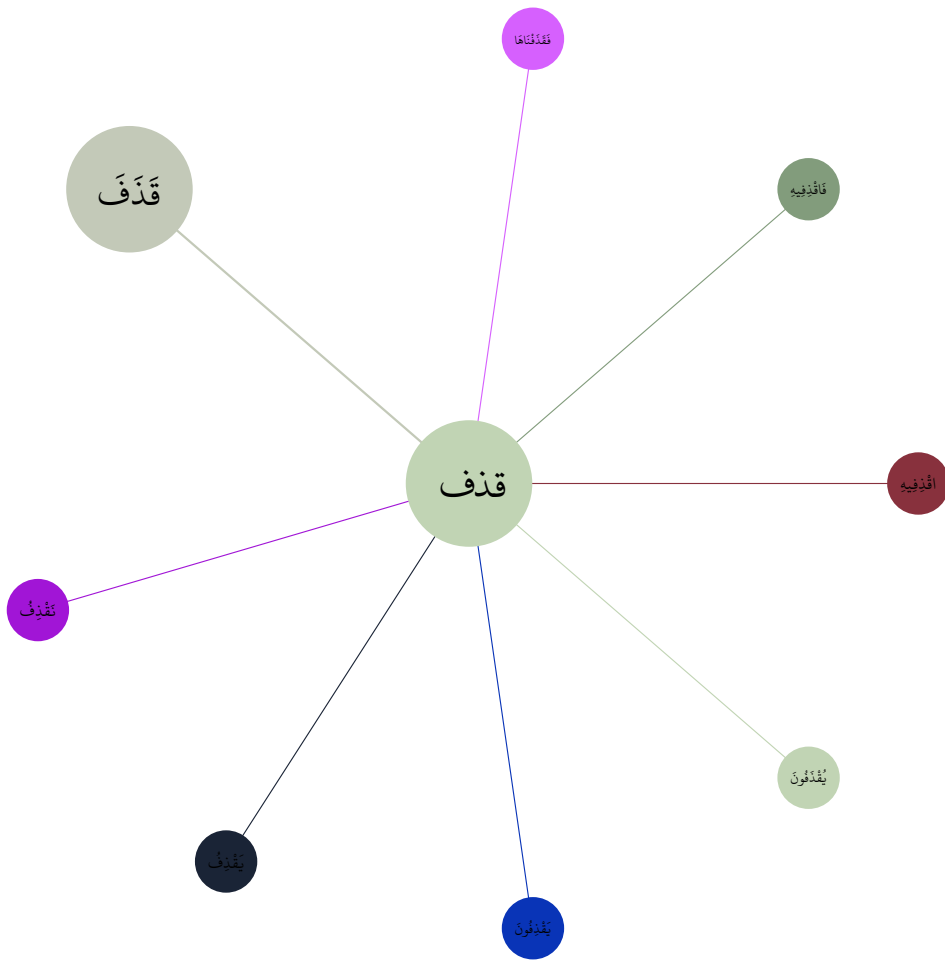 فَقَذَفْنَاهَا
فَاقْذِفِيهِ
قَذَفَ
قذف
اقْذِفِيهِ
نَقْذِفُ
يُقْذَفُونَ
يَقْذِفُ
يَقْذِفُونَ